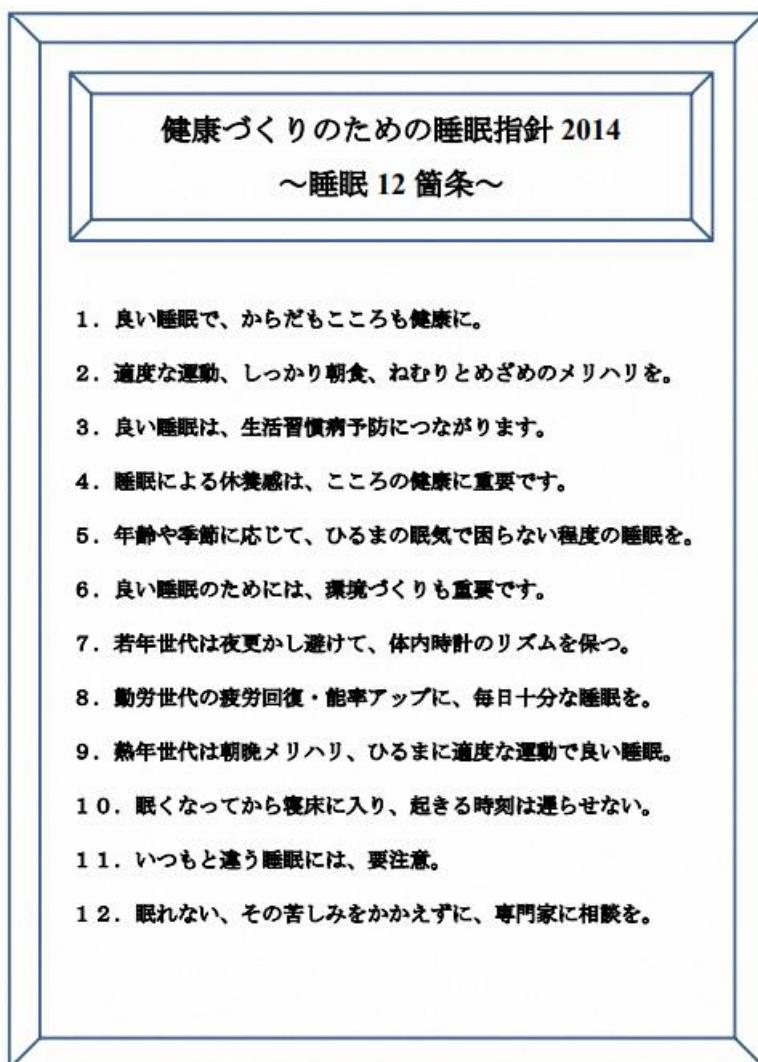 健康づくりのための睡眠指針 2014
～睡眠 12 箇条～
１．良い睡眠で、からだもこころも健康に。
２．適度な運動、しっかり朝食、ねむりとめざめのメリハリを。
３．良い睡眠は、生活習慣病予防につながります。
４．睡眠による休養感は、こころの健康に重要です。
５．年齢や季節に応じて、ひるまの眠気で困らない程度の睡眠を。
６．良い睡眠のためには、環境づくりも重要です。
７．若年世代は夜更かし避けて、体内時計のリズムを保つ。
８．勤労世代の疲労回復・能率アップに、毎日十分な睡眠を。
９．熟年世代は朝晩メリハリ、ひるまに適度な運動で良い睡眠。
１０．眠くなってから寝床に入り、起きる時刻は遅らせない。
１１．いつもと違う睡眠には、要注意。
１２．眠れない、その苦しみをかかえずに、専門家に相談を。